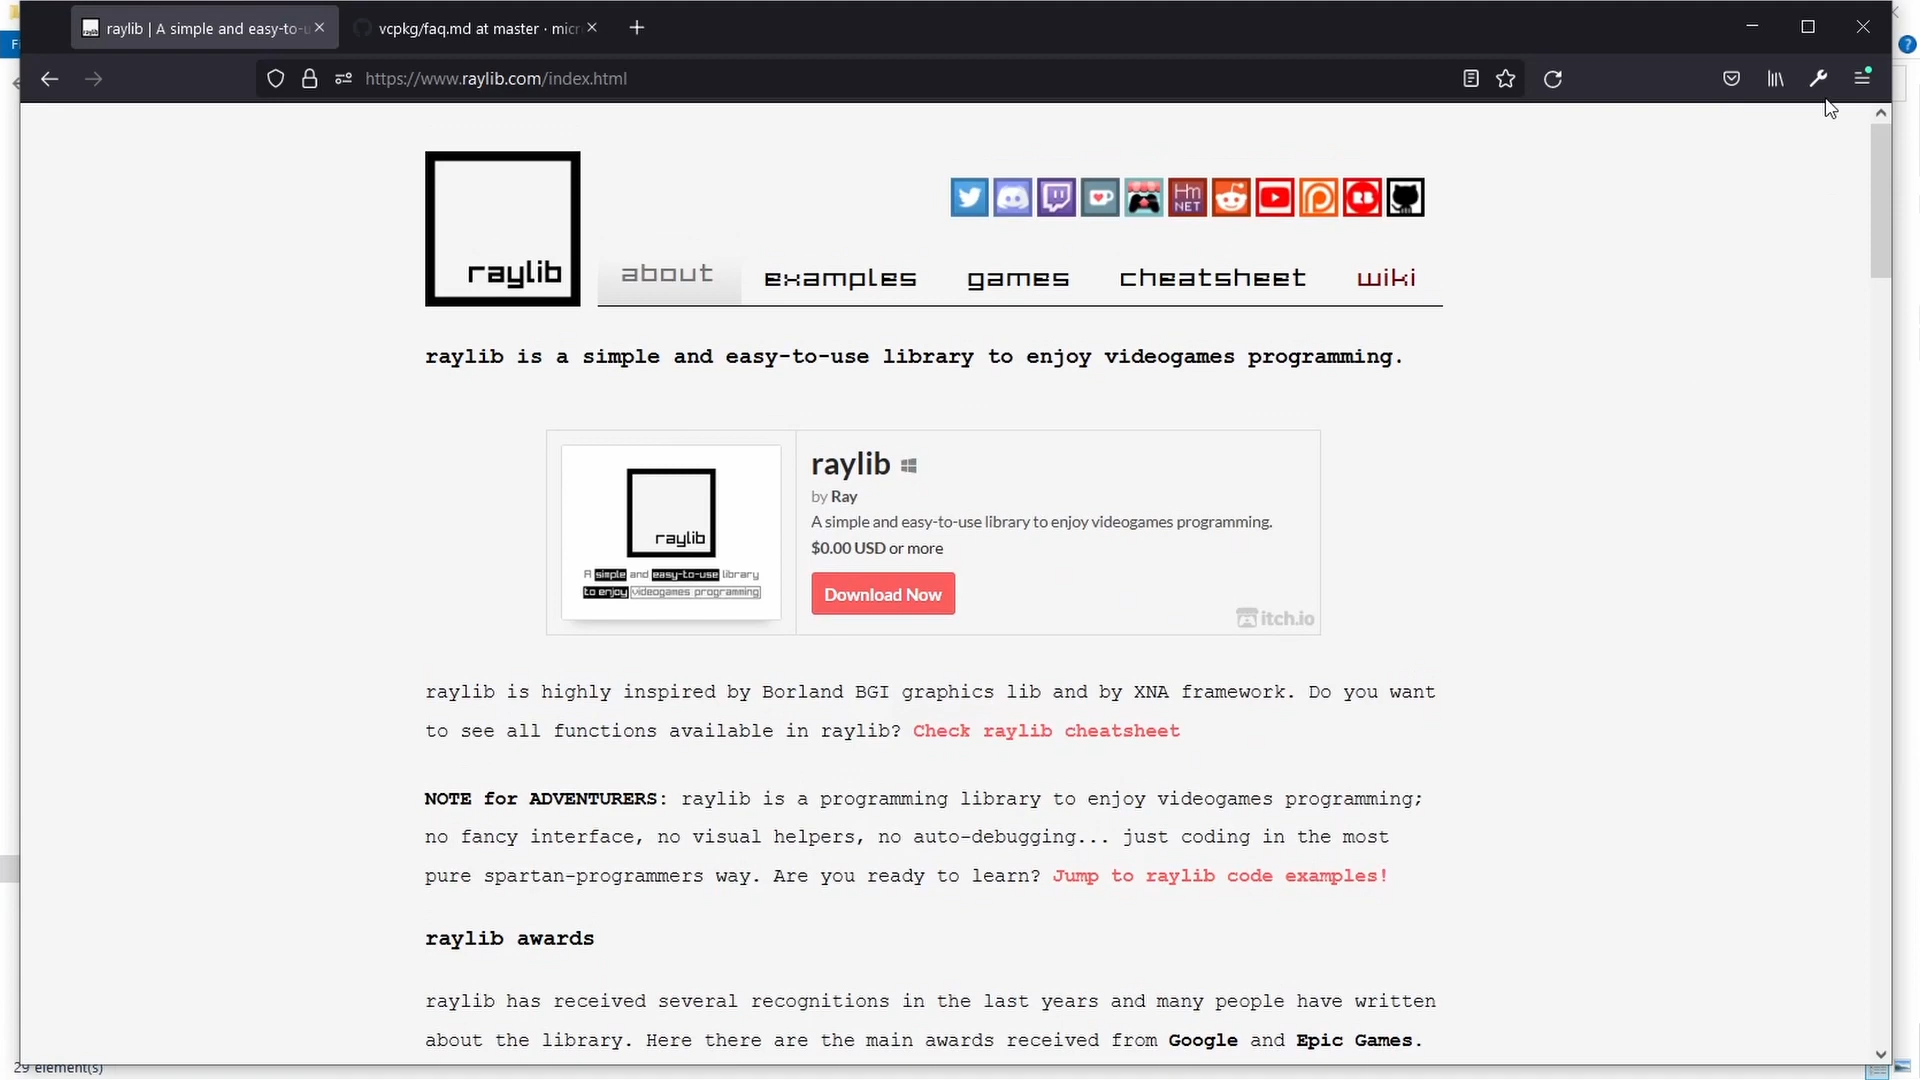 raylib | A simple and easy-to-u
vcpkg/faq.md at master · micr
https://www.raylib.com/index.html
raylib
about
examples
games
cheatsheet
wiki
Hm
NET
raylib is a simple and easy-to-use library to enjoy videogames programming.
raylib
A simple and easy-to-use library
to enjoy videogames programming
raylib
by Ray
A simple and easy-to-use library to enjoy videogames programming.
$0.00 USD or more
Download Now
itch.io
raylib is highly inspired by Borland BGI graphics lib and by XNA framework. Do you want
to see all functions available in raylib? Check raylib cheatsheet
NOTE for ADVENTURERS: raylib is a programming library to enjoy videogames programming;
no fancy interface, no visual helpers, no auto-debugging... just coding in the most
pure spartan-programmers way. Are you ready to learn? Jump to raylib code examples!
raylib awards
raylib has received several recognitions in the last years and many people have written
about the library. Here there are the main awards received from Google and Epic Games.
29 element(s)